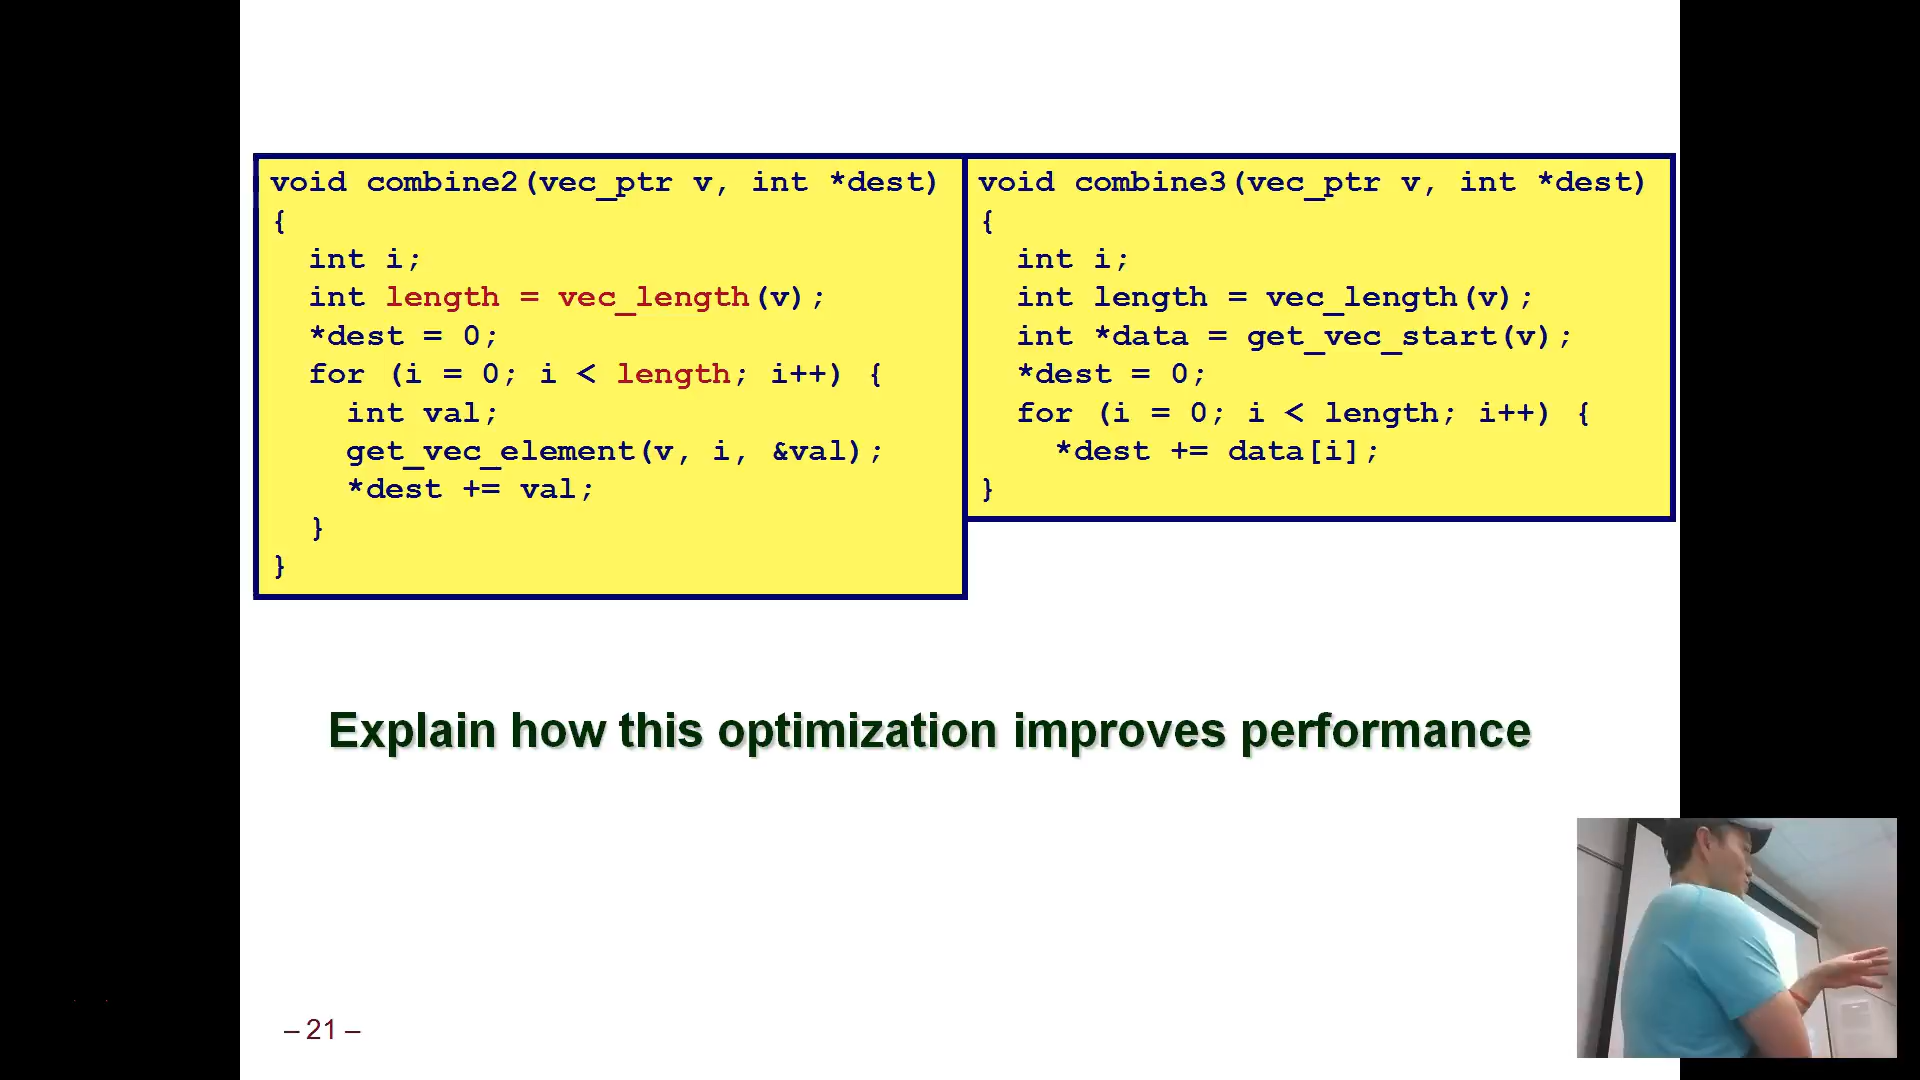 void combine2(vec_ptr v, int *dest)
{
  int i;
  int length = vec_length(v);
  *dest = 0;
  for (i = 0; i < length; i++) {
    int val;
    get_vec_element(v, i, &val);
    *dest += val;
  }
}
void combine3(vec_ptr v, int *dest)
{
  int i;
  int length = vec_length(v);
  int *data = get_vec_start(v);
  *dest = 0;
  for (i = 0; i < length; i++) {
    *dest += data[i];
}
Explain how this optimization improves performance
– 21 –